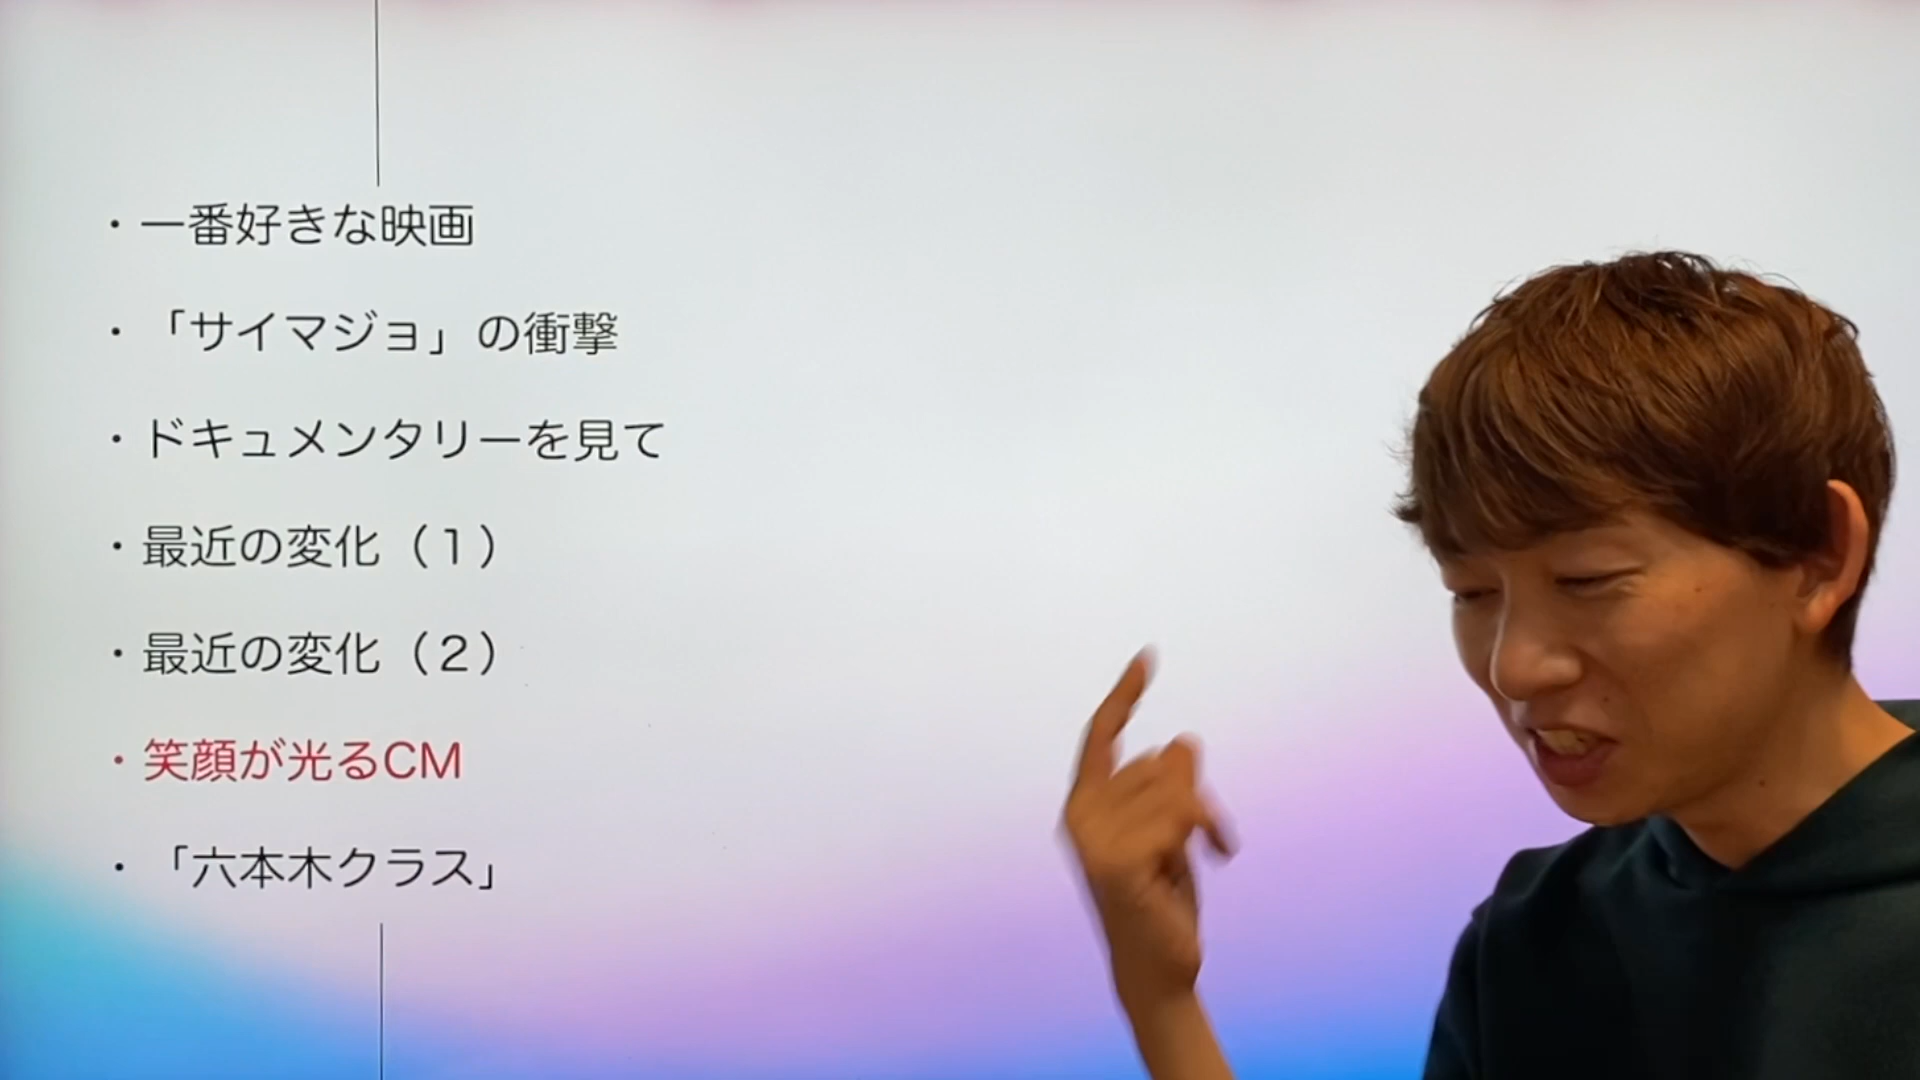 ・一番好きな映画
・「サイマジョ」の衝撃
・ドキュメンタリーを見て
・最近の変化（１）
・最近の変化（２）
・笑顔が光るCM
・「六本木クラス」